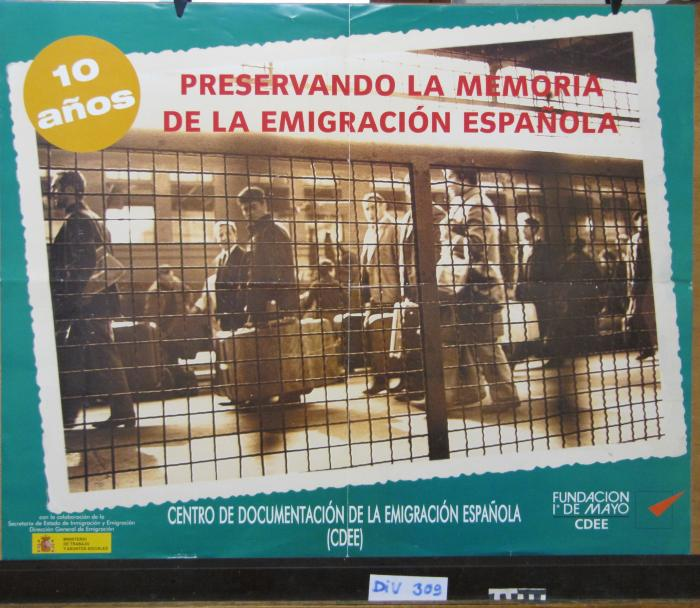 10
años
PRESERVANDO LA MEMORIA
DE LA EMIGRACIÓN ESPAÑOLA
con la colaboración de la
Secretaría de Estado de Inmigración y Emigración
Dirección General de Emigración
MINISTERIO
DE TRABAJO
Y ASUNTOS SOCIALES
CENTRO DE DOCUMENTACIÓN DE LA EMIGRACIÓN ESPAÑOLA
(CDEE)
FUNDACION
1º DE MAYO
CDEE
DiV 309